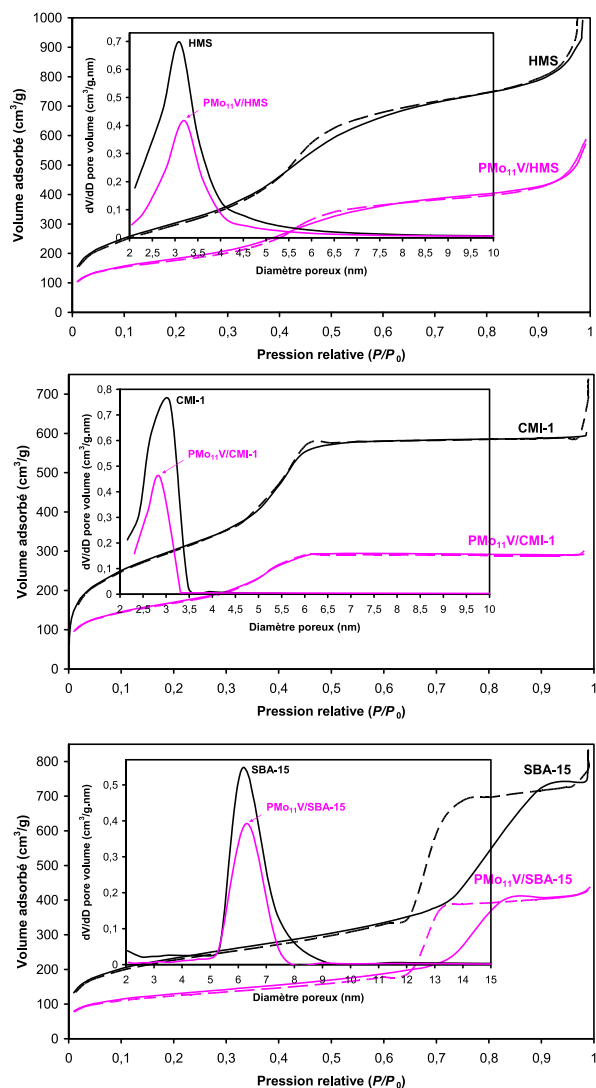 1000
900
800
700
600
500
400
300
200
100
0
Volume adsorbé (cm³/g)
0 0,1 0,2 0,3 0,4 0,5 0,6 0,7 0,8 0,9 1
Pression relative (P/P₀)
HMS
PMo₁₁V/HMS
0,7
0,6
0,5
0,4
0,3
0,2
0,1
0
dV/dD pore volume (cm³/g,nm)
HMS
PMo₁₁V/HMS
2 2,5 3 3,5 4 4,5 5 5,5 6 6,5 7 7,5 8 8,5 9 9,5 10
Diamètre poreux (nm)
700
600
500
400
300
200
100
0
Volume adsorbé (cm³/g)
0 0,1 0,2 0,3 0,4 0,5 0,6 0,7 0,8 0,9 1
Pression relative (P/P₀)
CMI-1
PMo₁₁V/CMI-1
0,8
0,7
0,6
0,5
0,4
0,3
0,2
0,1
0
dV/dD pore volume (cm³/g,nm)
CMI-1
PMo₁₁V/CMI-1
2 2,5 3 3,5 4 4,5 5 5,5 6 6,5 7 7,5 8 8,5 9 9,5 10
Diamètre poreux (nm)
800
700
600
500
400
300
200
100
0
Volume adsorbé (cm³/g)
0 0,1 0,2 0,3 0,4 0,5 0,6 0,7 0,8 0,9 1
Pression relative (P/P₀)
SBA-15
PMo₁₁V/SBA-15
0,5
0,4
0,3
0,2
0,1
0
dV/dD pore volume (cm³/g,nm)
SBA-15
PMo₁₁V/SBA-15
2 3 4 5 6 7 8 9 10 11 12 13 14 15
Diamètre poreux (nm)